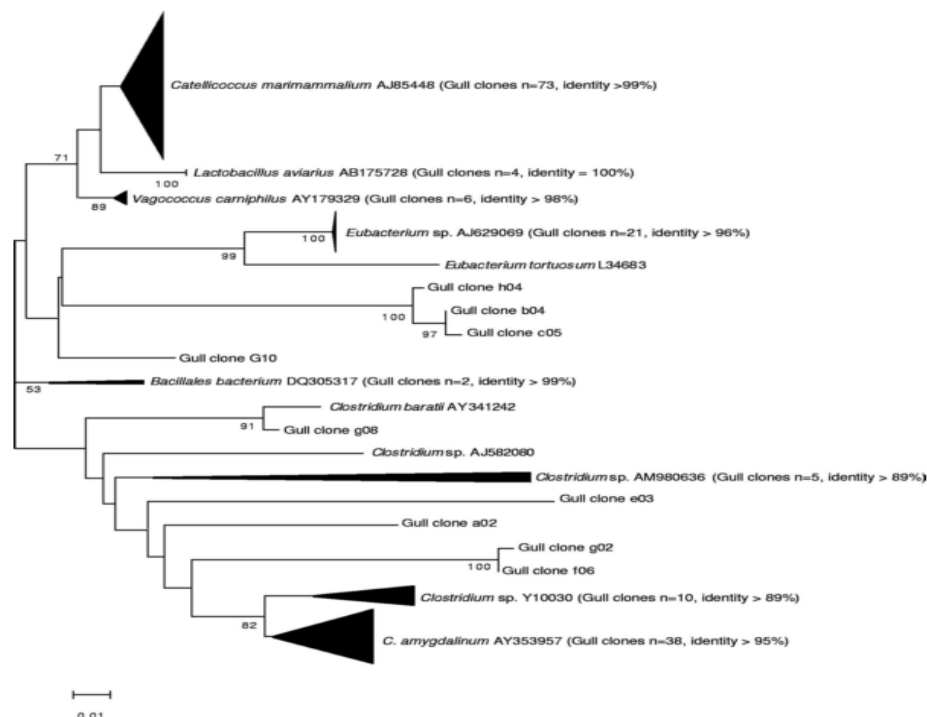 Catellicoccus marimammalium AJ85448 (Gull clones n=73, identity >99%)
71
Lactobacillus aviarius AB175728 (Gull clones n=4, identity = 100%)
100
Vagococcus carniphilus AY179329 (Gull clones n=6, identity > 98%)
89
Eubacterium sp. AJ629069 (Gull clones n=21, identity > 96%)
100
99
Eubacterium tortuosum L34683
Gull clone h04
Gull clone b04
100
97
Gull clone c05
Gull clone G10
Bacillales bacterium DQ305317 (Gull clones n=2, identity > 99%)
53
Clostridium baratii AY341242
91
Gull clone g08
Clostridium sp. AJ582080
Clostridium sp. AM980636 (Gull clones n=5, identity > 89%)
Gull clone e03
Gull clone a02
Gull clone g02
100
Gull clone f06
Clostridium sp. Y10030 (Gull clones n=10, identity > 89%)
82
C. amygdalinum AY353957 (Gull clones n=38, identity > 95%)
0.01